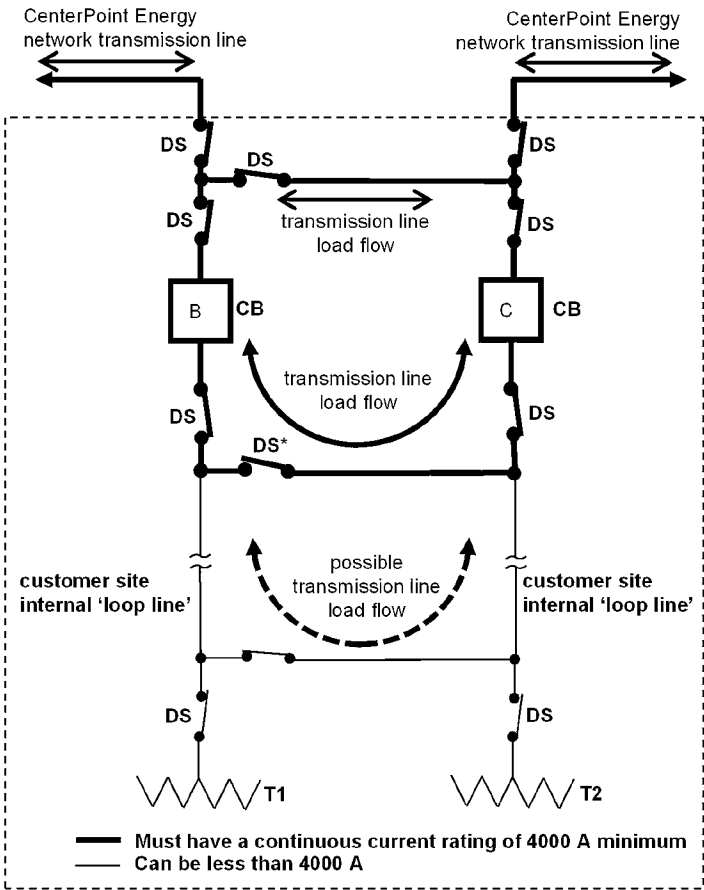 CenterPoint Energy
network transmission line
CenterPoint Energy
network transmission line
DS
DS
DS
transmission line
load flow
DS
DS
B
CB
C
CB
transmission line
load flow
DS
DS
DS*
possible
transmission line
load flow
customer site
internal ‘loop line’
customer site
internal ‘loop line’
DS
DS
T1
T2
Must have a continuous current rating of 4000 A minimum
Can be less than 4000 A